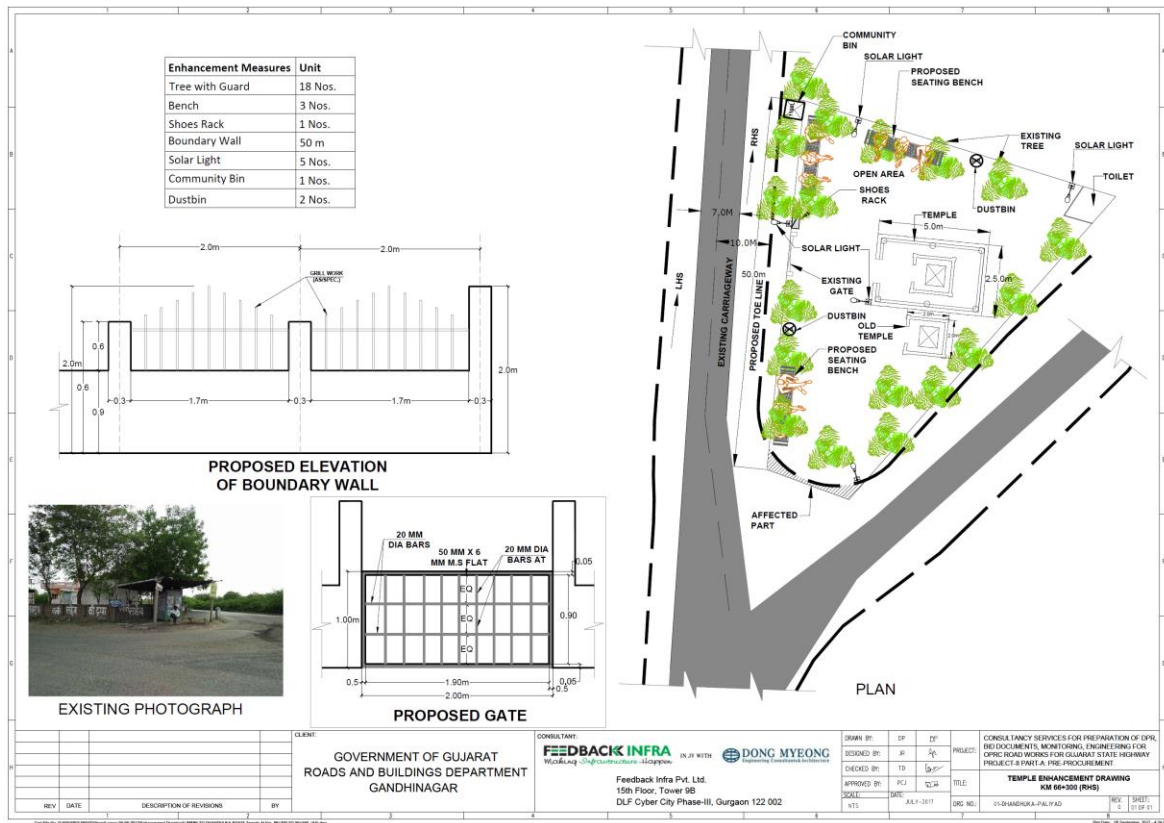 Enhancement Measures Unit
Tree with Guard 18 Nos.
Bench 3 Nos.
Shoes Rack 1 Nos.
Boundary Wall 50 m
Solar Light 5 Nos.
Community Bin 1 Nos.
Dustbin 2 Nos.
2.0m 2.0m
GRILL WORK
(AS/SPEC.)
2.0m 0.6 0.6 0.9 2.0m
0.3 1.7m 0.3 1.7m 0.3
PROPOSED ELEVATION
OF BOUNDARY WALL
EXISTING PHOTOGRAPH
20 MM
DIA BARS
50 MM X 6
MM M.S FLAT
20 MM DIA
BARS AT
0.05
EQ
EQ
EQ
1.00m 0.90
0.05
0.5 1.90m 0.5
2.00m
PROPOSED GATE
COMMUNITY
BIN
SOLAR LIGHT
PROPOSED
SEATING BENCH
EXISTING
TREE
SOLAR LIGHT
TOILET
DUSTBIN
OPEN AREA
SHOES
RACK
TEMPLE
5.0m
2.5.0m
SOLAR LIGHT
EXISTING
GATE
DUSTBIN
OLD
TEMPLE
PROPOSED
SEATING BENCH
RHS
LHS
7.0M
10.0M
50.0m
EXISTING CARRIAGEWAY
PROPOSED TOE LINE
AFFECTED
PART
PLAN
REV DATE DESCRIPTION OF REVISIONS BY
CLIENT:
GOVERNMENT OF GUJARAT
ROADS AND BUILDINGS DEPARTMENT
GANDHINAGAR
CONSULTANT:
FEEDBACK INFRA
Making Infrastructure Happen
IN JV WITH
DONG MYEONG
Engineering Consultants & Architecture
Feedback Infra Pvt. Ltd.
15th Floor, Tower 9B
DLF Cyber City Phase-III, Gurgaon 122 002
DRAWN BY: DP
DESIGNED BY: JR
CHECKED BY: TD
APPROVED BY: PCJ
SCALE: NTS
DATE: JULY-2017
PROJECT: CONSULTANCY SERVICES FOR PREPARATION OF DPR,
BID DOCUMENTS, MONITORING, ENGINEERING FOR
OPRC ROAD WORKS FOR GUJARAT STATE HIGHWAY
PROJECT-II PART-A: PRE-PROCUREMENT.
TITLE: TEMPLE ENHANCEMENT DRAWING
KM 66+300 (RHS)
DRG NO.: 01-DHANDHUKA-PALIYAD
REV. 0
SHEET: 01 OF 01